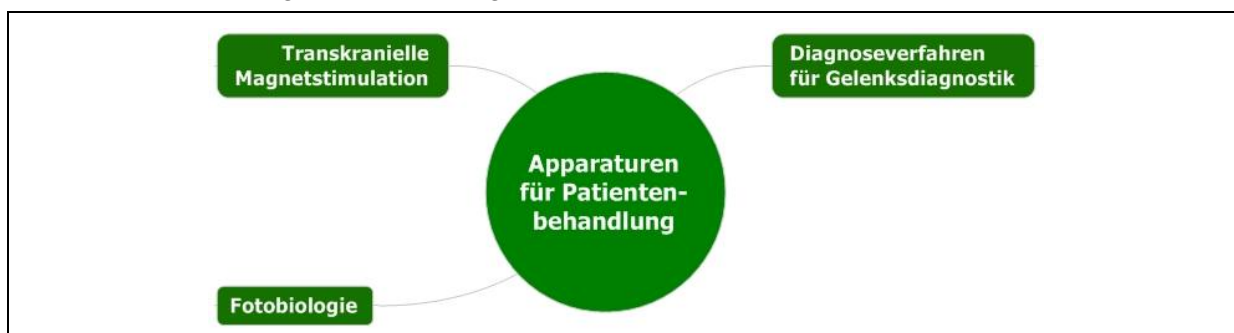 Transkranielle
Magnetstimulation
Diagnoseverfahren
für Gelenksdiagnostik
Apparaturen
für Patienten-
behandlung
Fotobiologie